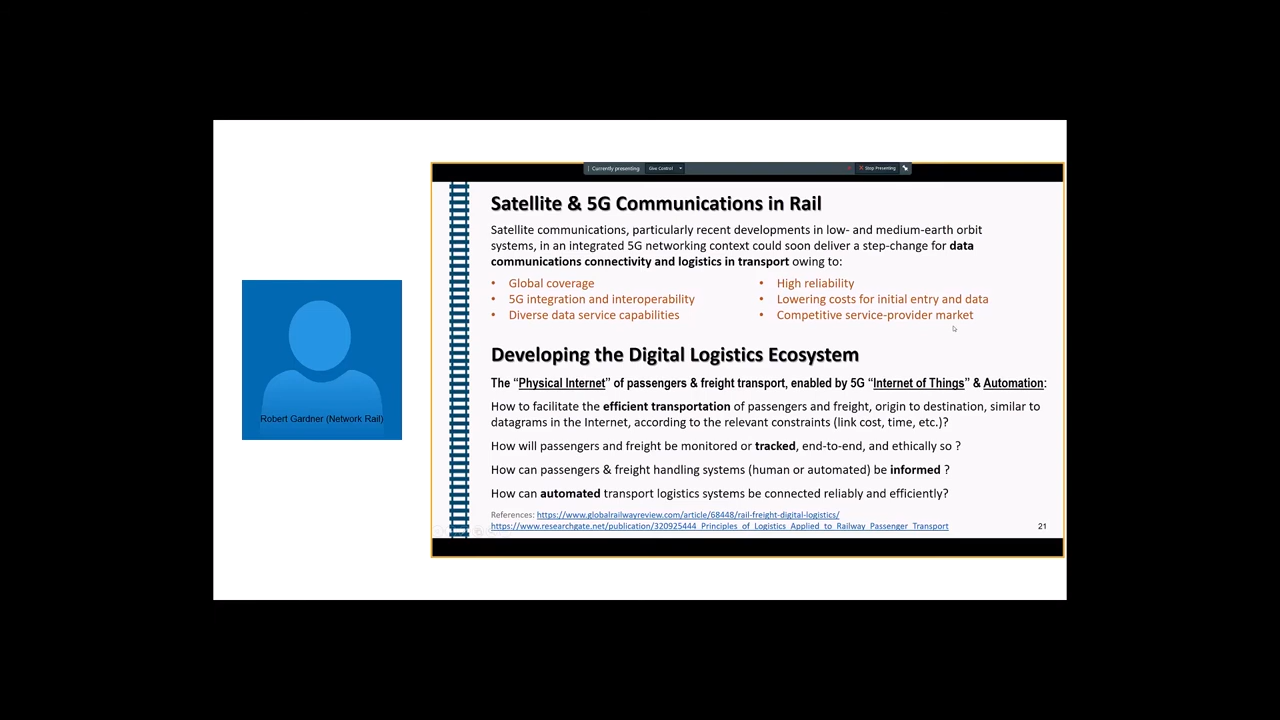 Currently presenting
Give Control
Stop Presenting
Satellite & 5G Communications in Rail
Satellite communications, particularly recent developments in low- and medium-earth orbit
systems, in an integrated 5G networking context could soon deliver a step-change for data
communications connectivity and logistics in transport owing to:
• Global coverage
• 5G integration and interoperability
• Diverse data service capabilities
• High reliability
• Lowering costs for initial entry and data
• Competitive service-provider market
Developing the Digital Logistics Ecosystem
The “Physical Internet” of passengers & freight transport, enabled by 5G “Internet of Things” & Automation:
How to facilitate the efficient transportation of passengers and freight, origin to destination, similar to
datagrams in the Internet, according to the relevant constraints (link cost, time, etc.)?
How will passengers and freight be monitored or tracked, end-to-end, and ethically so ?
How can passengers & freight handling systems (human or automated) be informed ?
How can automated transport logistics systems be connected reliably and efficiently?
References: https://www.globalrailwayreview.com/article/68448/rail-freight-digital-logistics/
https://www.researchgate.net/publication/320925444_Principles_of_Logistics_Applied_to_Railway_Passenger_Transport
21
Robert Gardner (Network Rail)